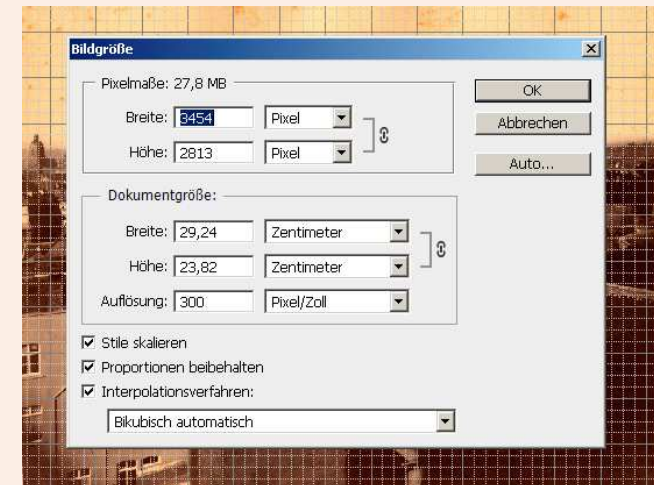 Bildgröße
Pixelmaße: 27,8 MB
Breite: 3454 Pixel
Höhe: 2813 Pixel
OK
Abbrechen
Auto...
Dokumentgröße:
Breite: 29,24 Zentimeter
Höhe: 23,82 Zentimeter
Auflösung: 300 Pixel/Zoll
Stile skalieren
Proportionen beibehalten
Interpolationsverfahren:
Bikubisch automatisch